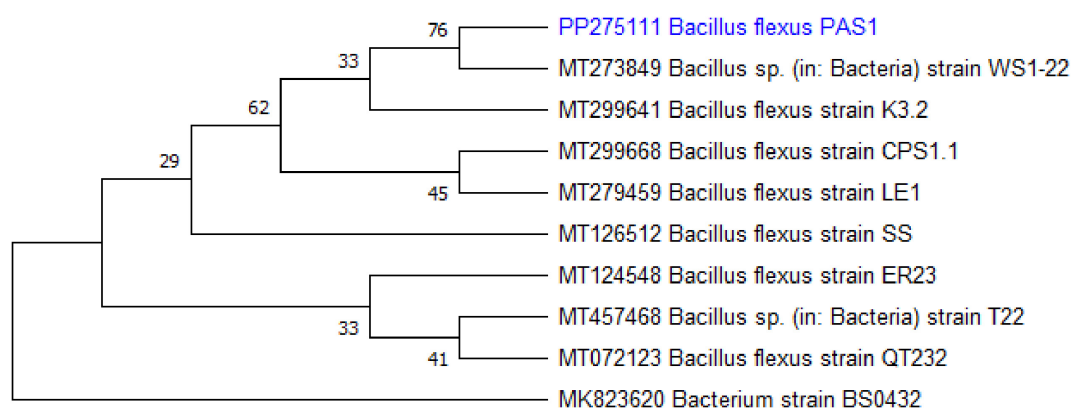 76
PP275111 Bacillus flexus PAS1
33
MT273849 Bacillus sp. (in: Bacteria) strain WS1-22
62
MT299641 Bacillus flexus strain K3.2
29
MT299668 Bacillus flexus strain CPS1.1
45
MT279459 Bacillus flexus strain LE1
MT126512 Bacillus flexus strain SS
MT124548 Bacillus flexus strain ER23
33
MT457468 Bacillus sp. (in: Bacteria) strain T22
41
MT072123 Bacillus flexus strain QT232
MK823620 Bacterium strain BS0432